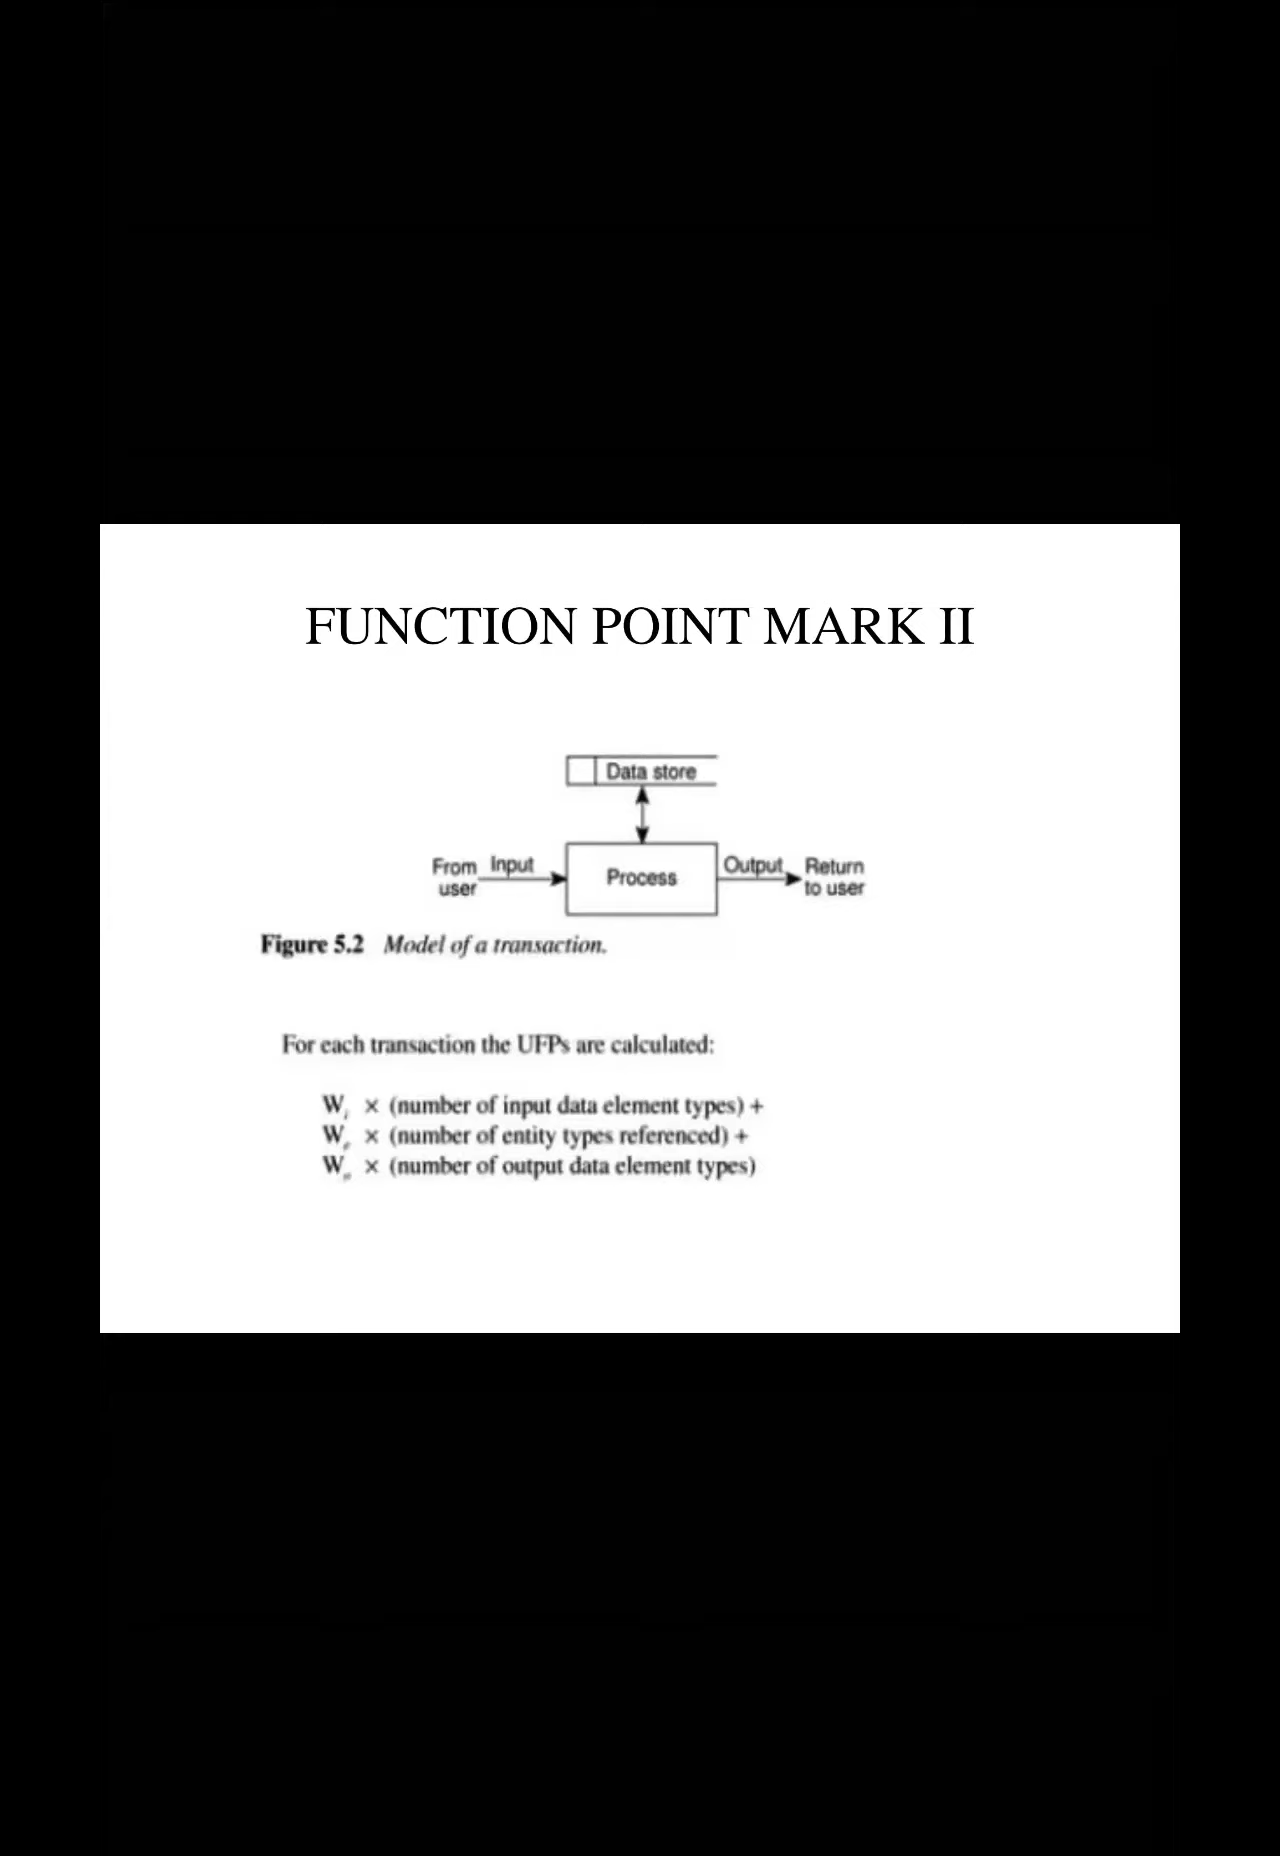 FUNCTION POINT MARK II
Data store
From Input Process Output Return
user to user
Figure 5.2 Model of a transaction.
For each transaction the UFPs are calculated:
W × (number of input data element types) +
W × (number of entity types referenced) +
W × (number of output data element types)